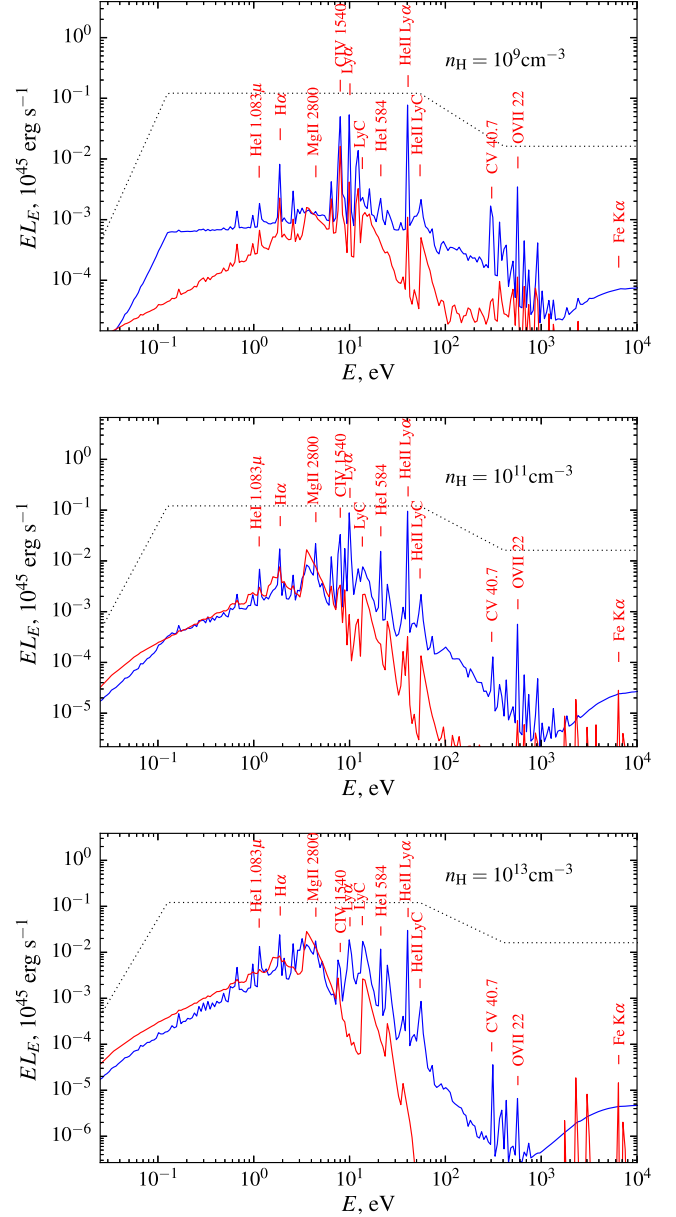 n_H = 10^9 cm^−3
HeI 1.083μ
Hα
MgII 2800
CIV 1540
Lyα
LyC
HeI 584
HeII Lyα
HeII LyC
CV 40.7
OVII 22
Fe Kα
EL_E, 10^45 erg s^−1
10^0
10^−1
10^−2
10^−3
10^−4
10^−1
10^0
10^1
10^2
10^3
10^4
E, eV
n_H = 10^11 cm^−3
HeI 1.083μ
Hα
MgII 2800
CIV 1540
Lyα
LyC
HeI 584
HeII Lyα
HeII LyC
CV 40.7
OVII 22
Fe Kα
EL_E, 10^45 erg s^−1
10^0
10^−1
10^−2
10^−3
10^−4
10^−5
10^−1
10^0
10^1
10^2
10^3
10^4
E, eV
n_H = 10^13 cm^−3
HeI 1.083μ
Hα
MgII 2800
CIV 1540
Lyα
LyC
HeI 584
HeII Lyα
HeII LyC
CV 40.7
OVII 22
Fe Kα
EL_E, 10^45 erg s^−1
10^0
10^−1
10^−2
10^−3
10^−4
10^−5
10^−6
10^−1
10^0
10^1
10^2
10^3
10^4
E, eV